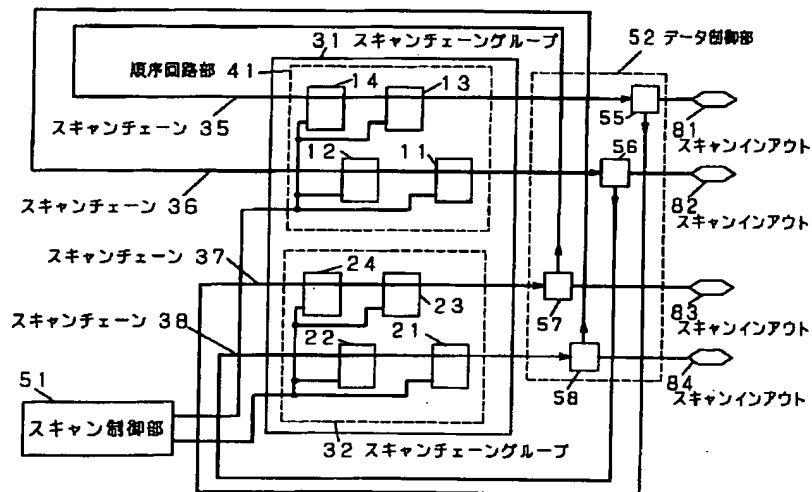 31 スキャンチェーングループ
52 データ制御部
順序回路部 41
14
13
55
81
スキャンインアウト
スキャンチェーン 35
12
11
56
82
スキャンインアウト
スキャンチェーン 36
スキャンチェーン 37
24
23
57
83
スキャンインアウト
スキャンチェーン 38
22
21
58
84
スキャンインアウト
51
スキャン制御部
32 スキャンチェーングループ